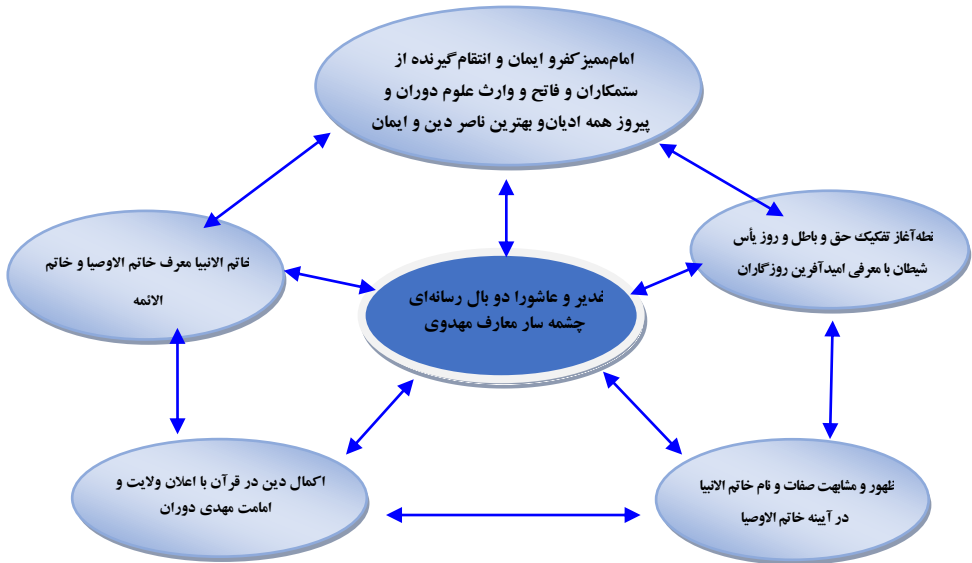 امام‌ممیز کفرو ایمان و انتقام‌گیرنده از
ستمکاران و فاتح و وارث علوم دوران و
پیروز همه ادیان‌و بهترین ناصر دین و ایمان
نقطه‌آغاز تفکیک حق و باطل و روز یأس
شیطان با معرفی امیدآفرین روزگاران
خاتم الانبیا معرف خاتم الاوصیا و خاتم
الائمه
غدیر و عاشورا دو بال رسانه‌ای
چشمه سار معارف مهدوی
ظهور و مشابهت صفات و نام خاتم الانبیا
در آیینه خاتم الاوصیا
اکمال دین در قرآن با اعلان ولایت و
امامت مهدی دوران